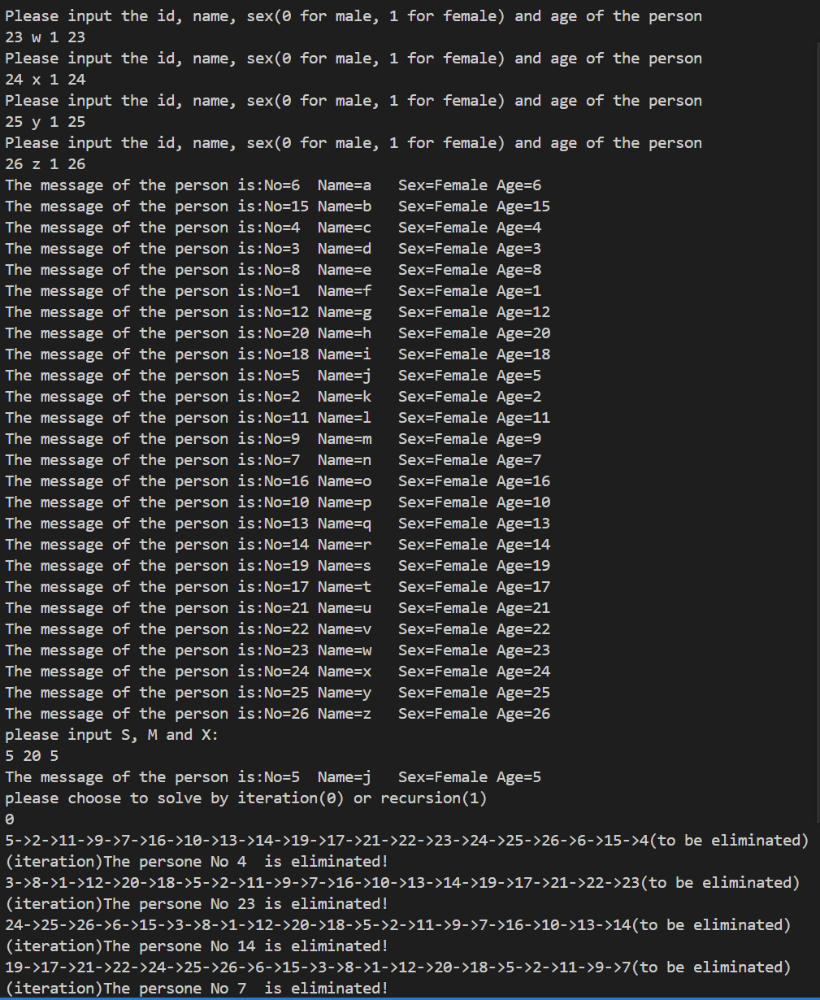 Please input the id, name, sex(0 for male, 1 for female) and age of the person
23 w 1 23
Please input the id, name, sex(0 for male, 1 for female) and age of the person
24 x 1 24
Please input the id, name, sex(0 for male, 1 for female) and age of the person
25 y 1 25
Please input the id, name, sex(0 for male, 1 for female) and age of the person
26 z 1 26
The message of the person is:No=6  Name=a   Sex=Female Age=6
The message of the person is:No=15 Name=b   Sex=Female Age=15
The message of the person is:No=4  Name=c   Sex=Female Age=4
The message of the person is:No=3  Name=d   Sex=Female Age=3
The message of the person is:No=8  Name=e   Sex=Female Age=8
The message of the person is:No=1  Name=f   Sex=Female Age=1
The message of the person is:No=12 Name=g   Sex=Female Age=12
The message of the person is:No=20 Name=h   Sex=Female Age=20
The message of the person is:No=18 Name=i   Sex=Female Age=18
The message of the person is:No=5  Name=j   Sex=Female Age=5
The message of the person is:No=2  Name=k   Sex=Female Age=2
The message of the person is:No=11 Name=l   Sex=Female Age=11
The message of the person is:No=9  Name=m   Sex=Female Age=9
The message of the person is:No=7  Name=n   Sex=Female Age=7
The message of the person is:No=16 Name=o   Sex=Female Age=16
The message of the person is:No=10 Name=p   Sex=Female Age=10
The message of the person is:No=13 Name=q   Sex=Female Age=13
The message of the person is:No=14 Name=r   Sex=Female Age=14
The message of the person is:No=19 Name=s   Sex=Female Age=19
The message of the person is:No=17 Name=t   Sex=Female Age=17
The message of the person is:No=21 Name=u   Sex=Female Age=21
The message of the person is:No=22 Name=v   Sex=Female Age=22
The message of the person is:No=23 Name=w   Sex=Female Age=23
The message of the person is:No=24 Name=x   Sex=Female Age=24
The message of the person is:No=25 Name=y   Sex=Female Age=25
The message of the person is:No=26 Name=z   Sex=Female Age=26
please input S, M and X:
5 20 5
The message of the person is:No=5  Name=j   Sex=Female Age=5
please choose to solve by iteration(0) or recursion(1)
0
5->2->11->9->7->16->10->13->14->19->17->21->22->23->24->25->26->6->15->4(to be eliminated)
(iteration)The persone No 4  is eliminated!
3->8->1->12->20->18->5->2->11->9->7->16->10->13->14->19->17->21->22->23(to be eliminated)
(iteration)The persone No 23 is eliminated!
24->25->26->6->15->3->8->1->12->20->18->5->2->11->9->7->16->10->13->14(to be eliminated)
(iteration)The persone No 14 is eliminated!
19->17->21->22->24->25->26->6->15->3->8->1->12->20->18->5->2->11->9->7(to be eliminated)
(iteration)The persone No 7  is eliminated!